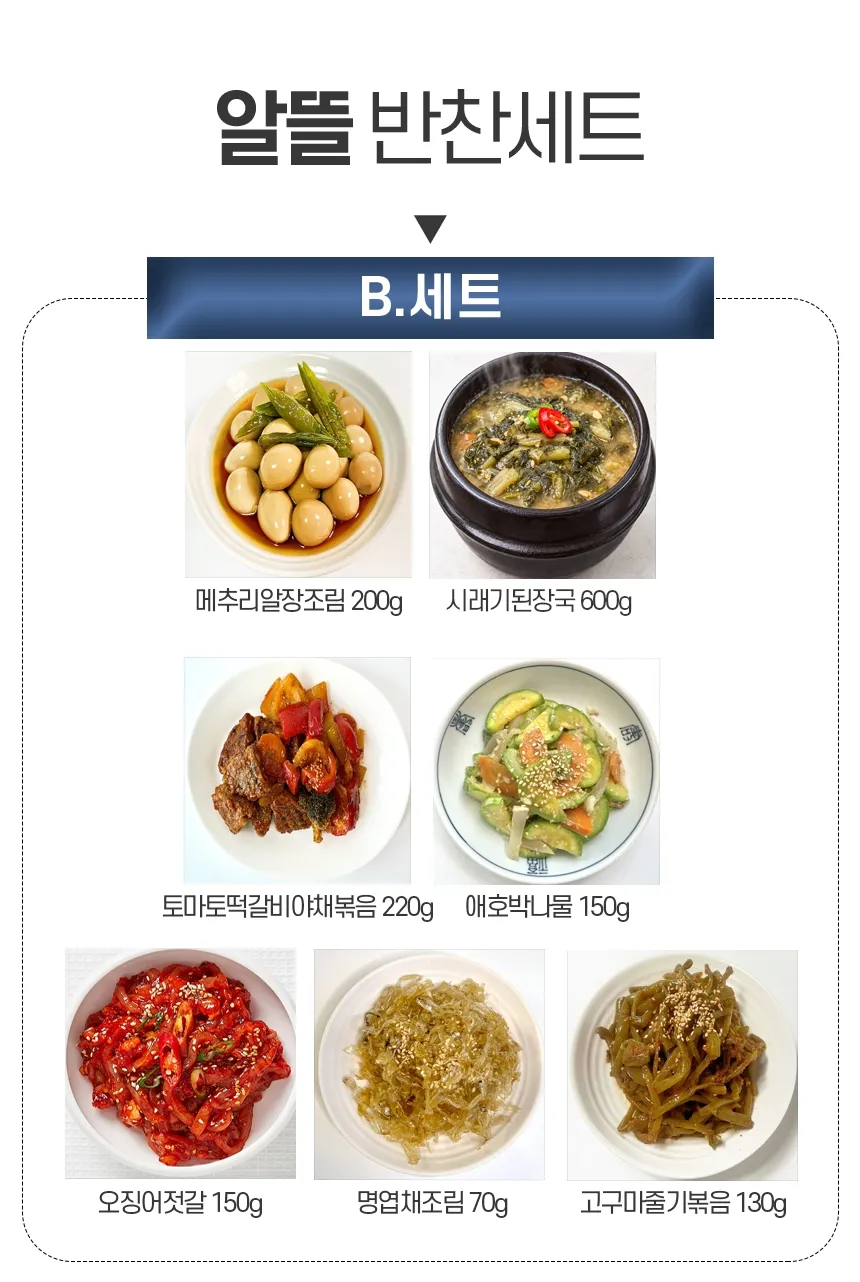 알뜰 반찬세트
B.세트
메추리알장조림 200g
시래기된장국 600g
토마토떡갈비야채볶음 220g
애호박나물 150g
오징어젓갈 150g
명엽채조림 70g
고구마줄기볶음 130g